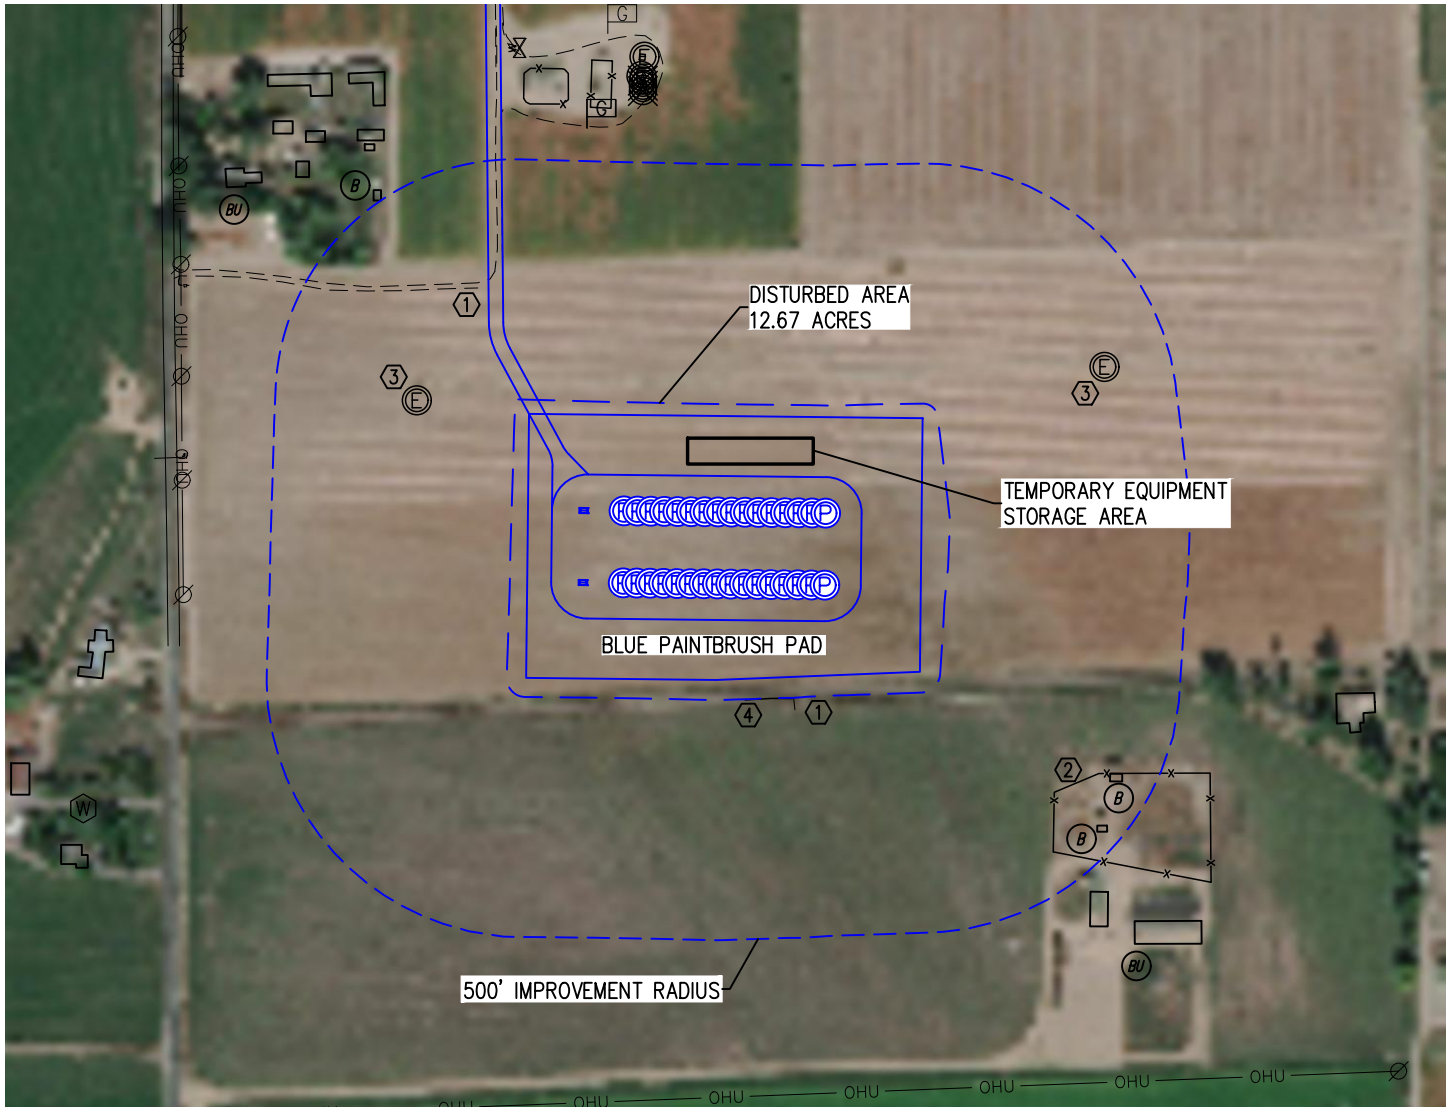 G
OHU
E
G
B
OHU
BU
1
DISTURBED AREA
12.67 ACRES
OHU
3
E
E
3
OHU
TEMPORARY EQUIPMENT
STORAGE AREA
P
P
BLUE PAINTBRUSH PAD
4
1
2
B
W
B
BU
500' IMPROVEMENT RADIUS
OHU
OHU
OHU
OHU
OHU
OHU
OHU